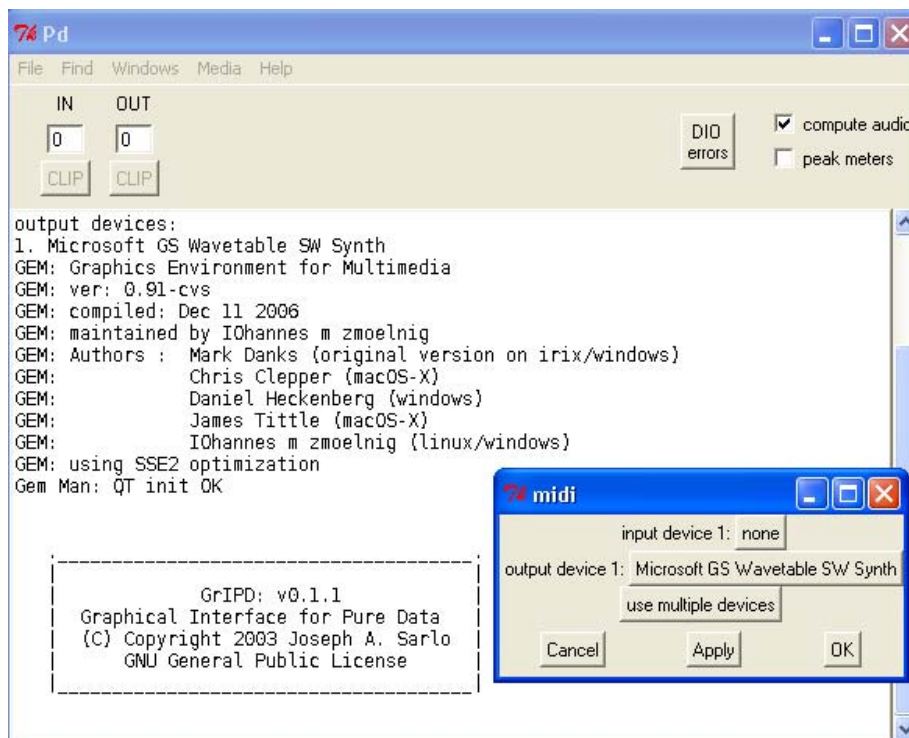 Pd
File Find Windows Media Help
IN OUT
0 0
CLIP CLIP
DIO
errors
compute audio
peak meters
output devices:
1. Microsoft GS Wavetable SW Synth
GEM: Graphics Environment for Multimedia
GEM: ver: 0.91-cvs
GEM: compiled: Dec 11 2006
GEM: maintained by IOhannes m zmoelnig
GEM: Authors :  Mark Danks (original version on irix/windows)
GEM:            Chris Clepper (macOS-X)
GEM:            Daniel Heckenberg (windows)
GEM:            James Tittle (macOS-X)
GEM:            IOhannes m zmoelnig (linux/windows)
GEM: using SSE2 optimization
Gem Man: QT init OK
GrIPD: v0.1.1
Graphical Interface for Pure Data
(C) Copyright 2003 Joseph A. Sarlo
GNU General Public License
midi
input device 1: none
output device 1: Microsoft GS Wavetable SW Synth
use multiple devices
Cancel Apply OK